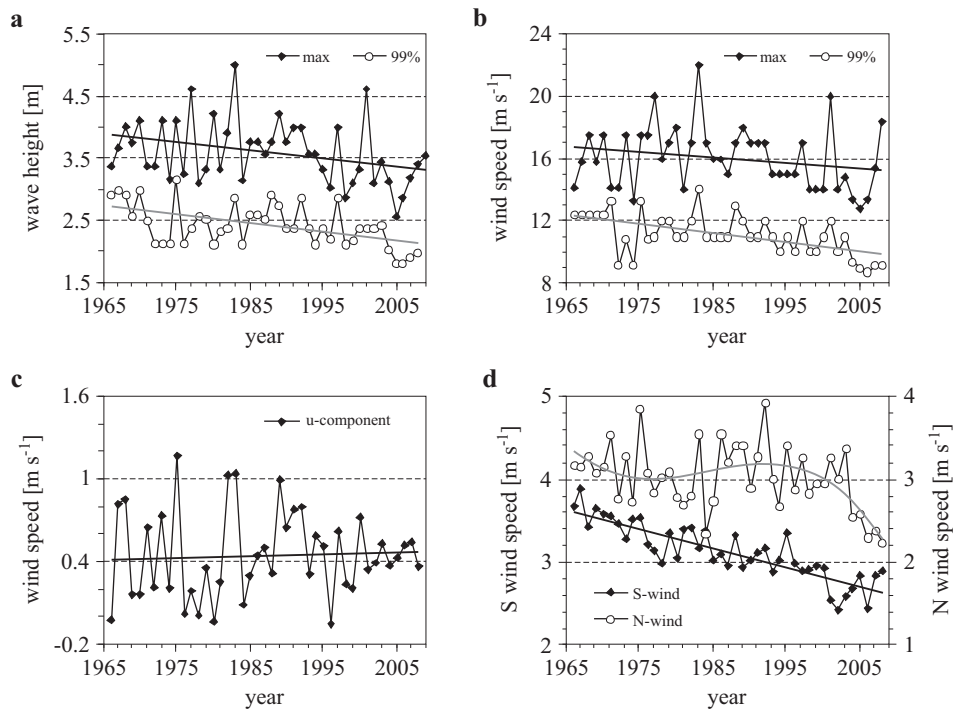 a
5.5
4.5
3.5
2.5
1.5
wave height [m]
max 99%
1965 1975 1985 1995 2005
year
b
24
20
16
12
8
wind speed [m s-1]
max 99%
1965 1975 1985 1995 2005
year
c
1.6
1
0.4
-0.2
wind speed [m s-1]
u-component
1965 1975 1985 1995 2005
year
d
5
4
3
2
S wind speed [m s-1]
S-wind
N-wind
4
3
2
1
N wind speed [m s-1]
1965 1975 1985 1995 2005
year